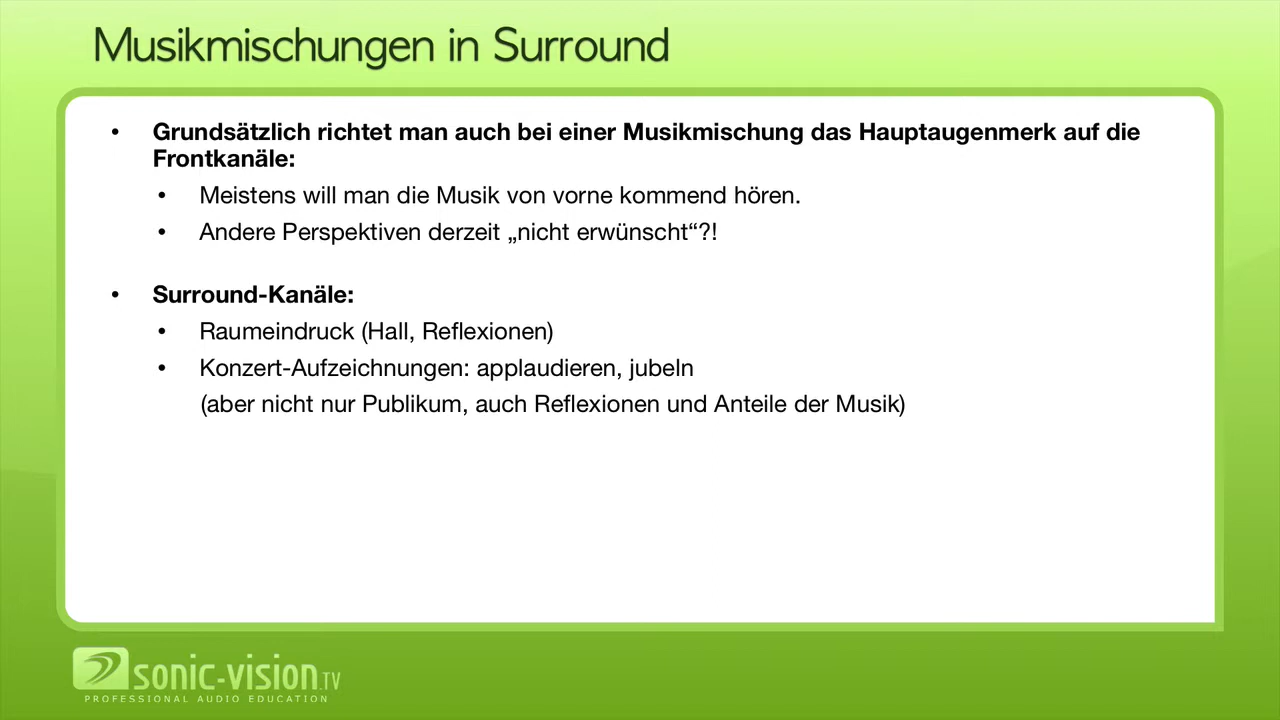 Musikmischungen in Surround
• Grundsätzlich richtet man auch bei einer Musikmischung das Hauptaugenmerk auf die
Frontkanäle:
• Meistens will man die Musik von vorne kommend hören.
• Andere Perspektiven derzeit „nicht erwünscht“?!
• Surround-Kanäle:
• Raumeindruck (Hall, Reflexionen)
• Konzert-Aufzeichnungen: applaudieren, jubeln
(aber nicht nur Publikum, auch Reflexionen und Anteile der Musik)
sonic-vision.TV
PROFESSIONAL AUDIO EDUCATION